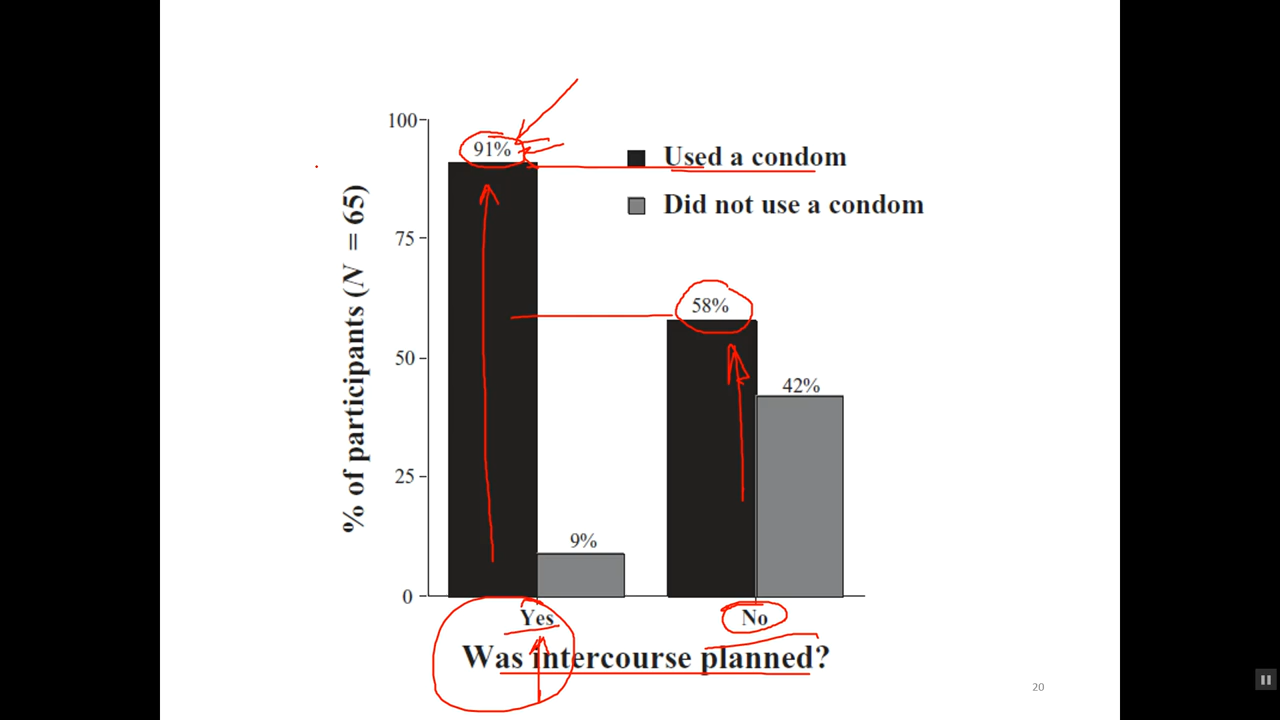 100
91%
Used a condom
Did not use a condom
75
58%
50
42%
25
9%
0
Yes
No
Was intercourse planned?
% of participants (N = 65)
20